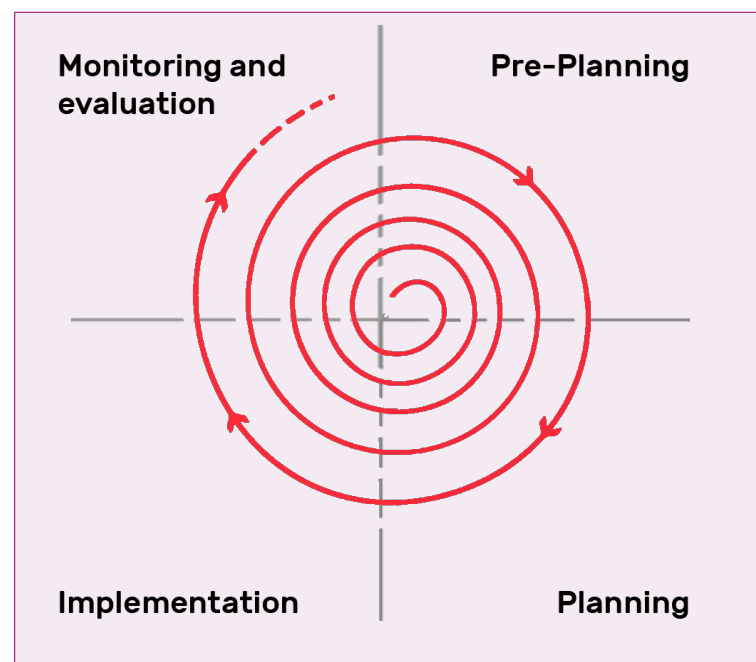 Monitoring and
evaluation
Pre-Planning
Implementation
Planning